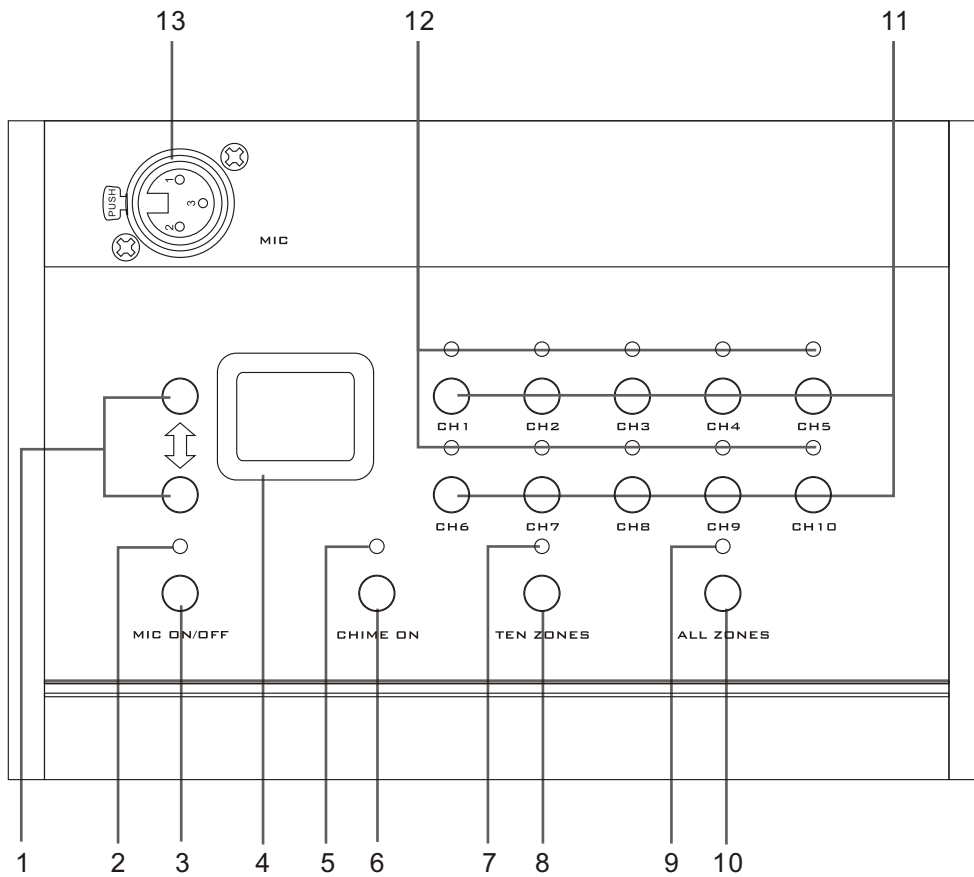 13 12 11
1
PUSH
3
2
MIC
CH1 CH2 CH3 CH4 CH5
CH6 CH7 CH8 CH9 CH10
MIC ON/OFF CHIME ON TEN ZONES ALL ZONES
1 2 3 4 5 6 7 8 9 10